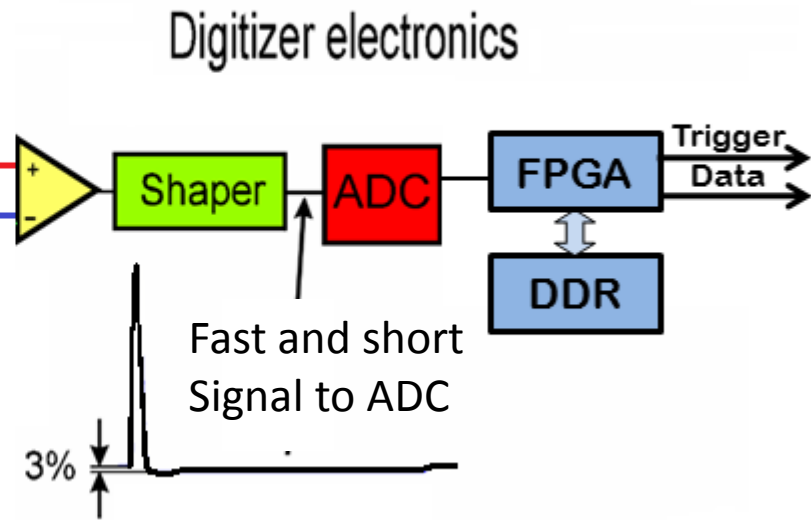 Digitizer electronics
+
-
Shaper
ADC
FPGA
Trigger
Data
DDR
Fast and short
Signal to ADC
3%